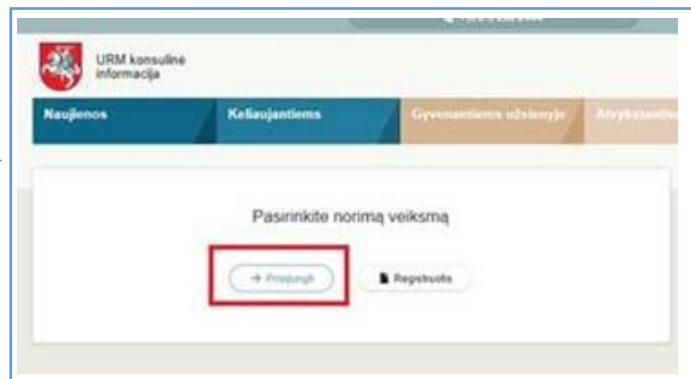 URM konsulinė
informacija
Naujienos Keliaujantiems Gyvenantiems užsienyje
Pasirinkite norimą veiksmą
Prisijungti Registruotis